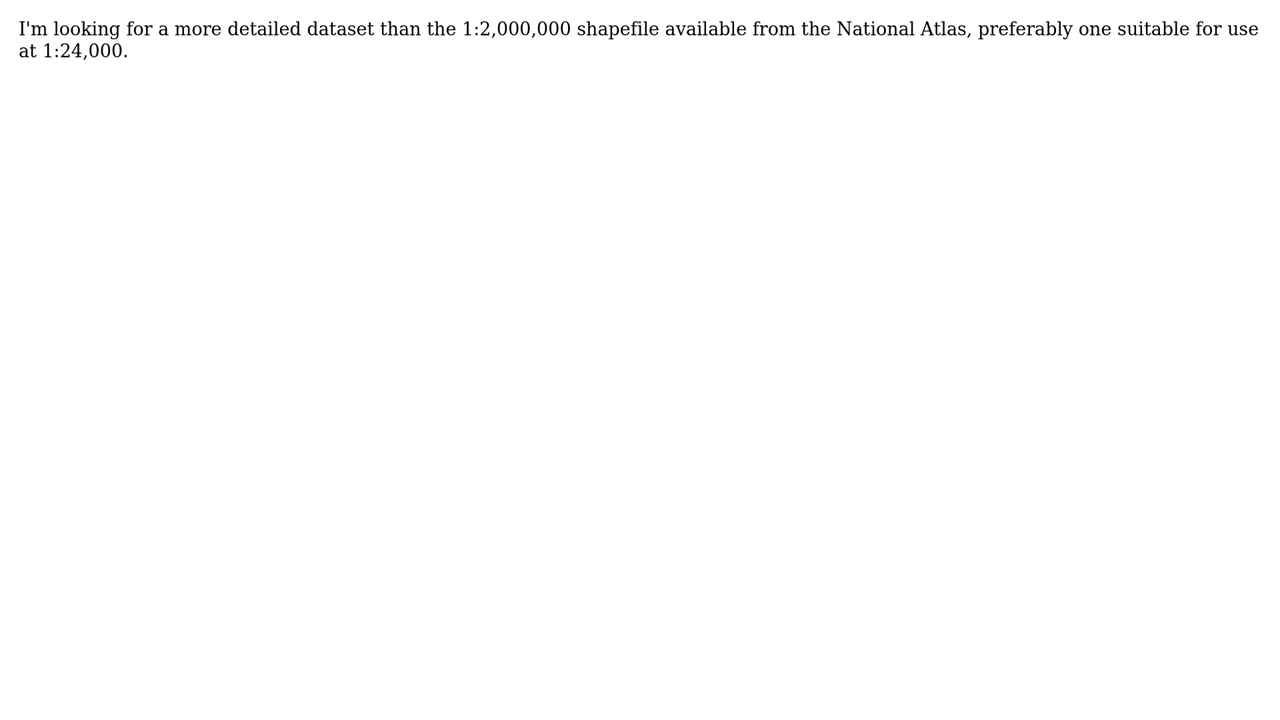 I'm looking for a more detailed dataset than the 1:2,000,000 shapefile available from the National Atlas, preferably one suitable for use
at 1:24,000.